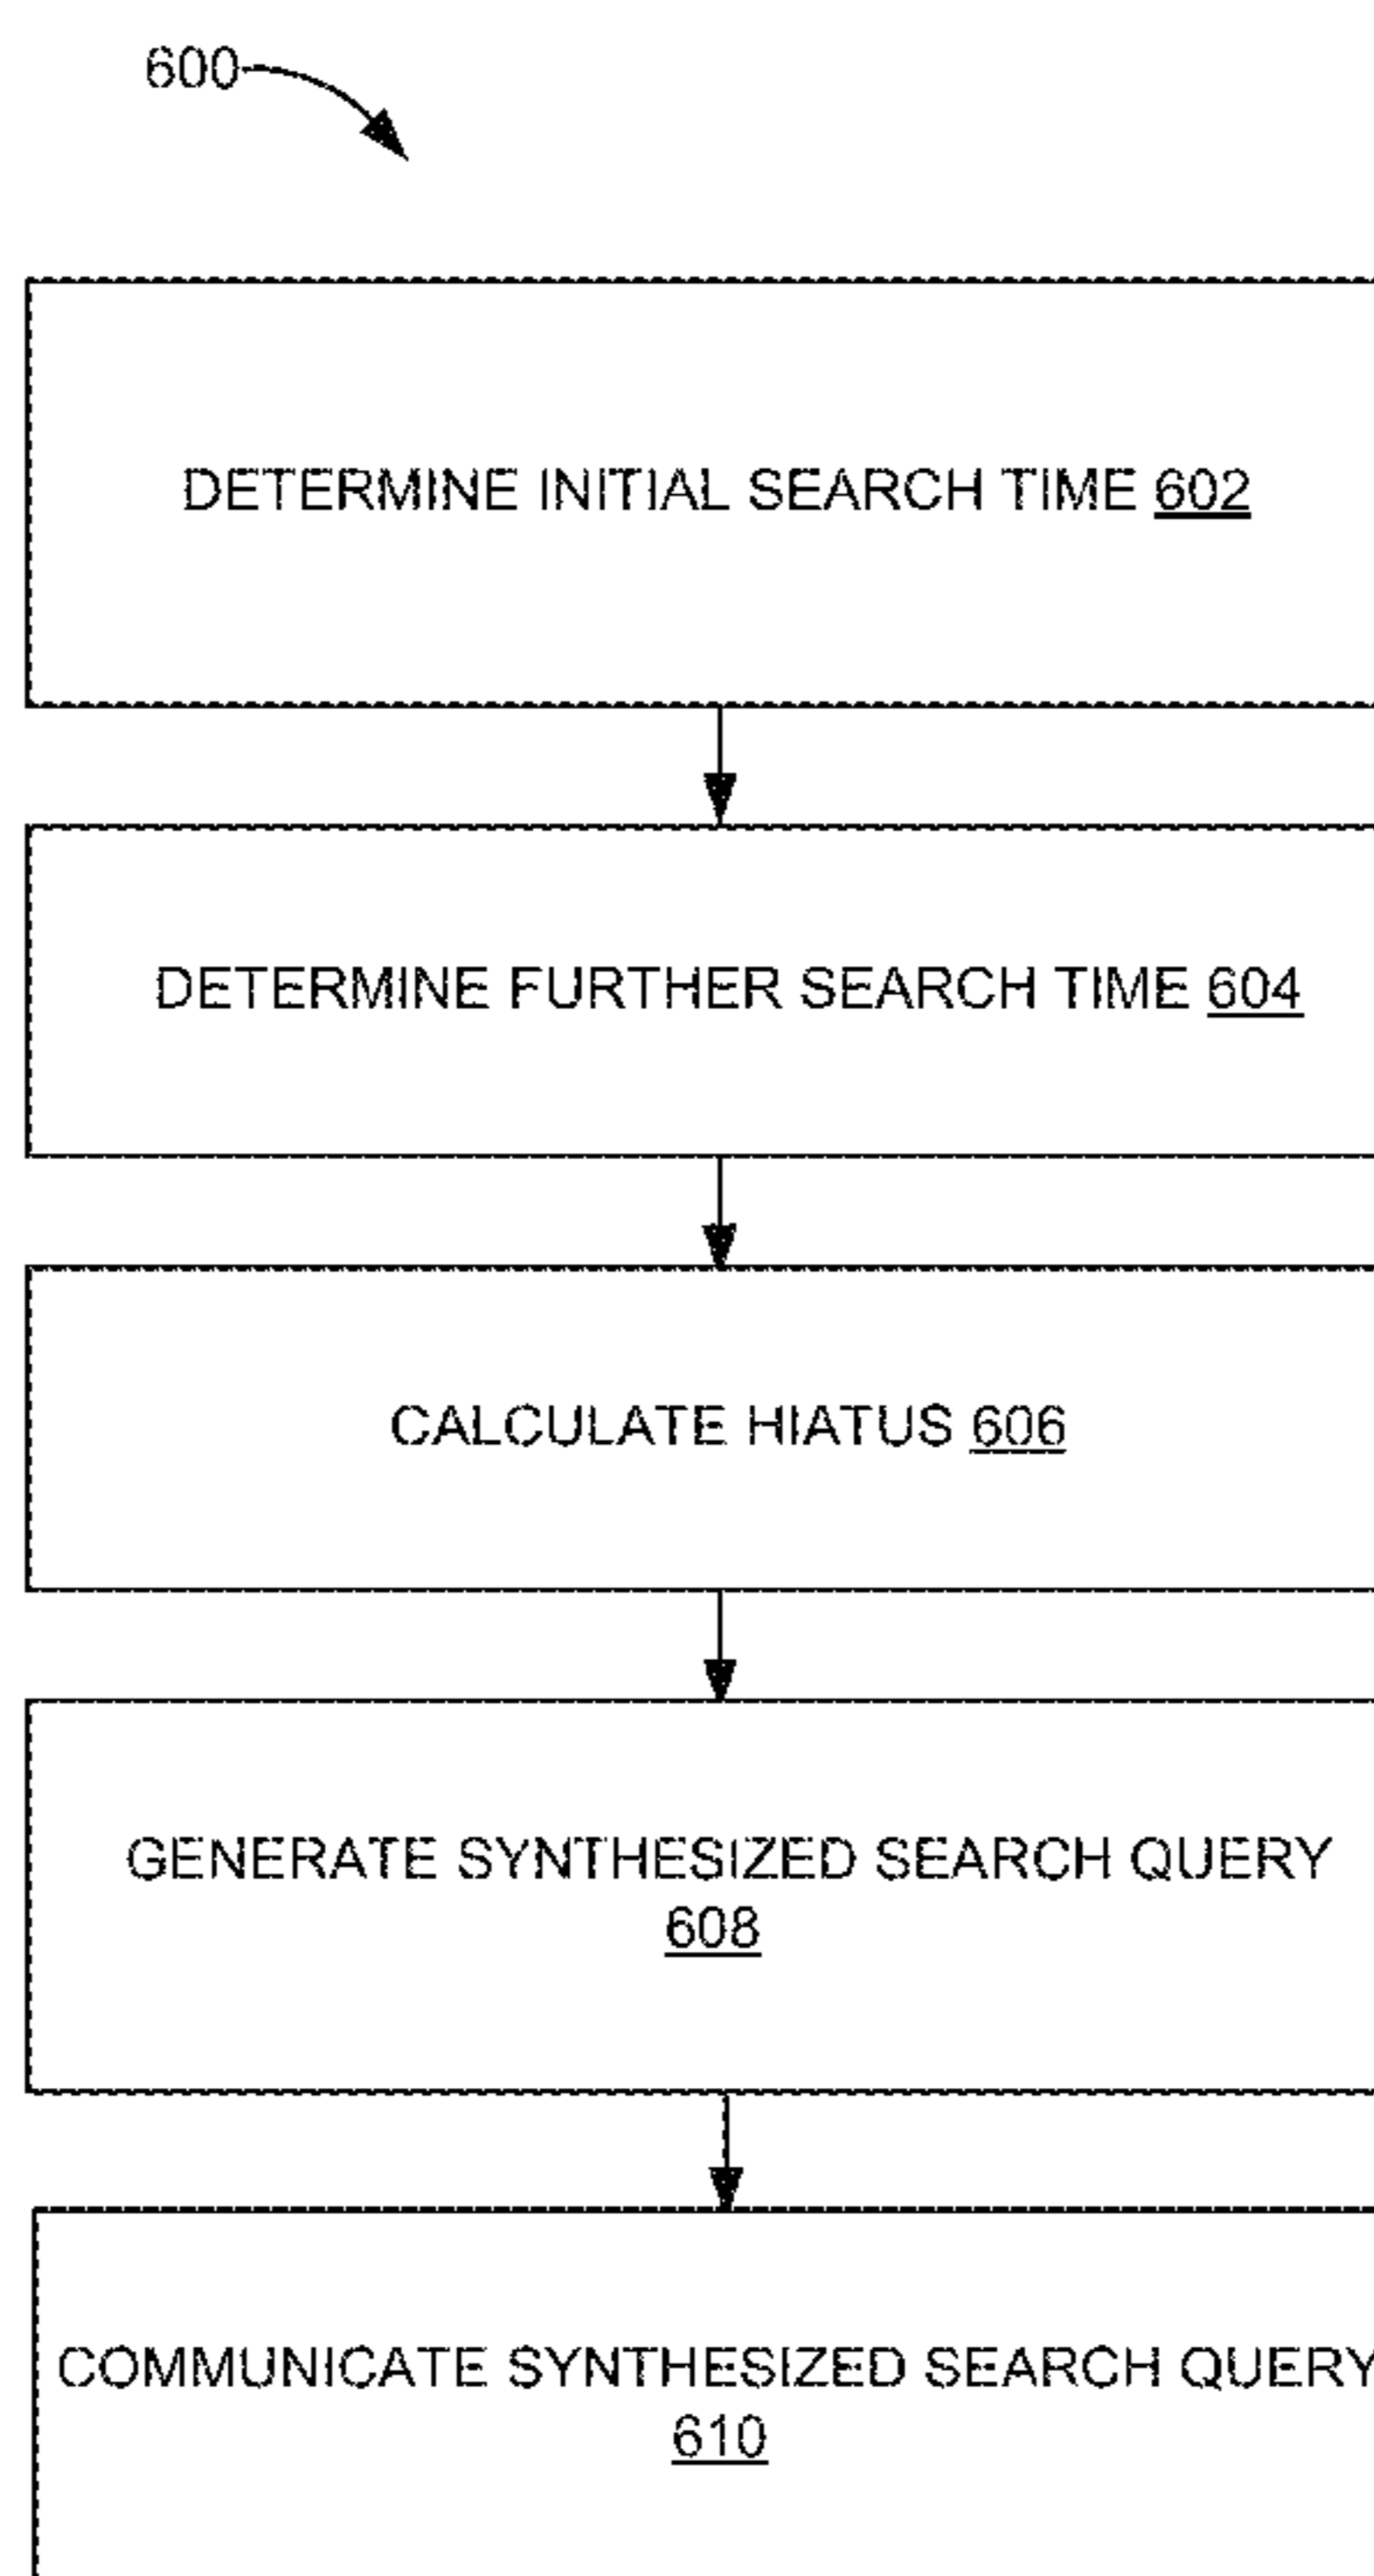 600
DETERMINE INITIAL SEARCH TIME 602
DETERMINE FURTHER SEARCH TIME 604
CALCULATE HIATUS 606
GENERATE SYNTHESIZED SEARCH QUERY
608
COMMUNICATE SYNTHESIZED SEARCH QUERY
610